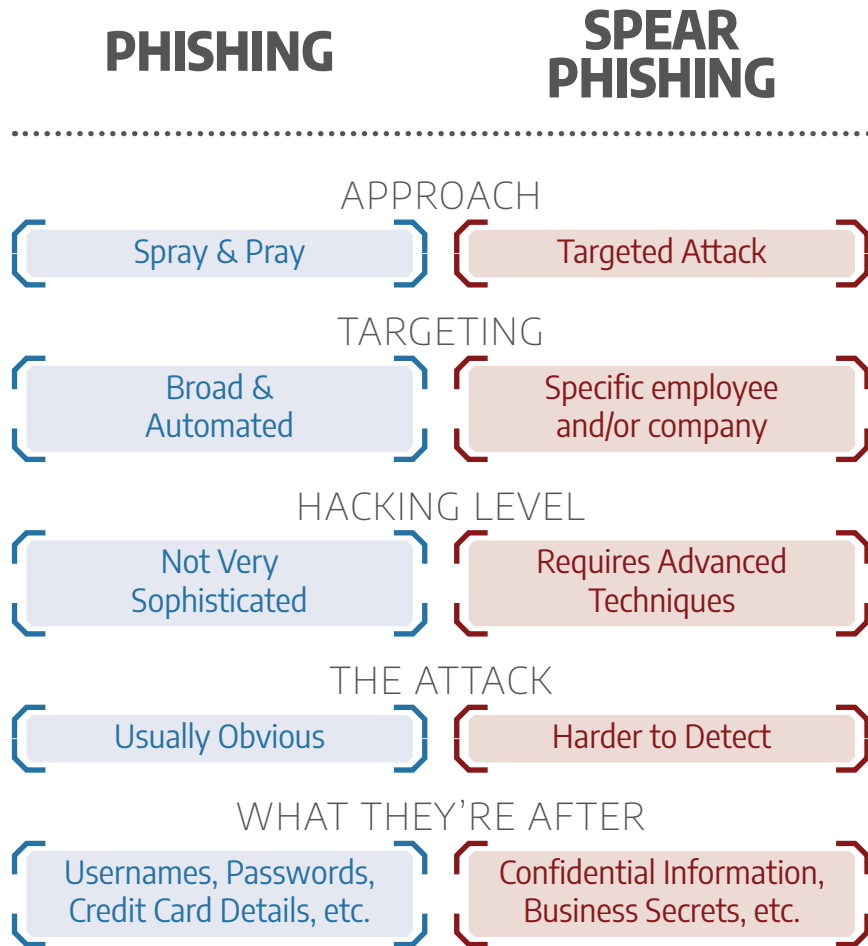 PHISHING
SPEAR
PHISHING
APPROACH
Spray & Pray
Targeted Attack
TARGETING
Broad &
Automated
Specific employee
and/or company
HACKING LEVEL
Not Very
Sophisticated
Requires Advanced
Techniques
THE ATTACK
Usually Obvious
Harder to Detect
WHAT THEY’RE AFTER
Usernames, Passwords,
Credit Card Details, etc.
Confidential Information,
Business Secrets, etc.